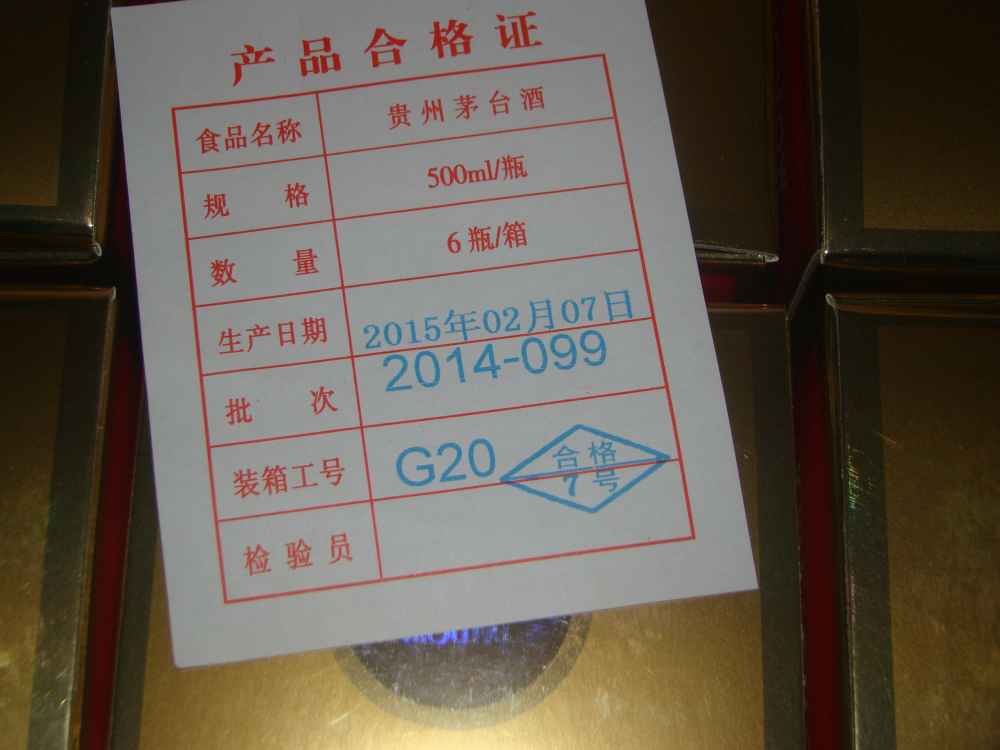 产品合格证
食品名称 贵州茅台酒
规格 500ml/瓶
数量 6瓶/箱
生产日期 2015年02月07日
批次 2014-099
装箱工号 G20
合格
7号
检验员